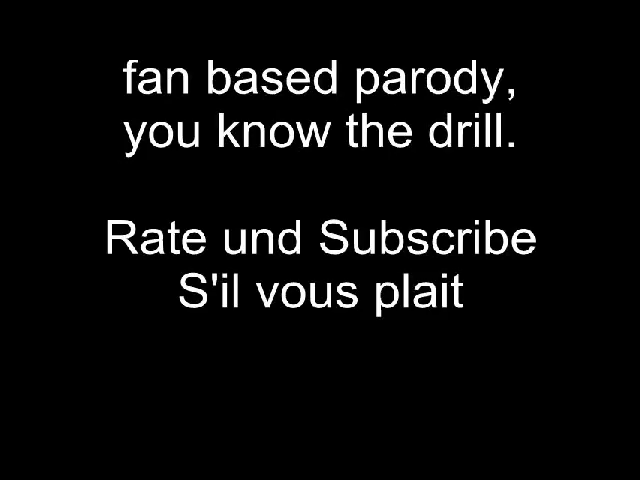 fan based parody,
you know the drill.
Rate und Subscribe
S'il vous plait